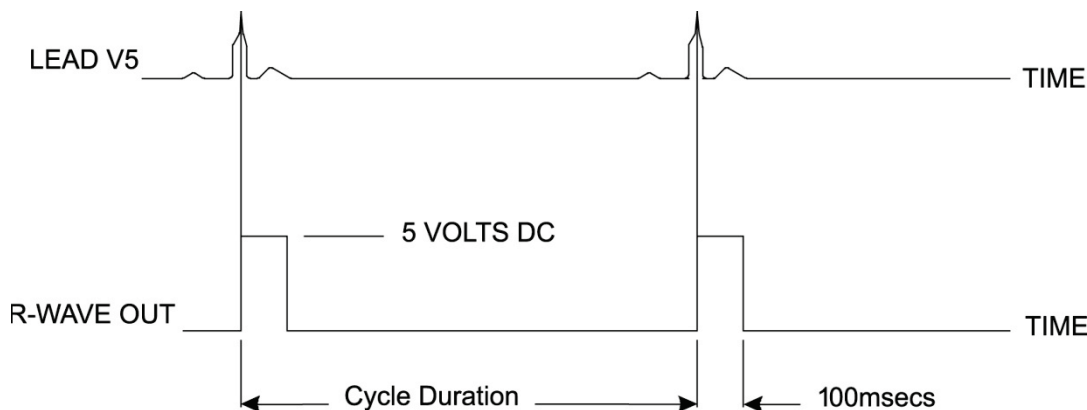 LEAD V5
TIME
5 VOLTS DC
R-WAVE OUT
TIME
Cycle Duration
100msecs